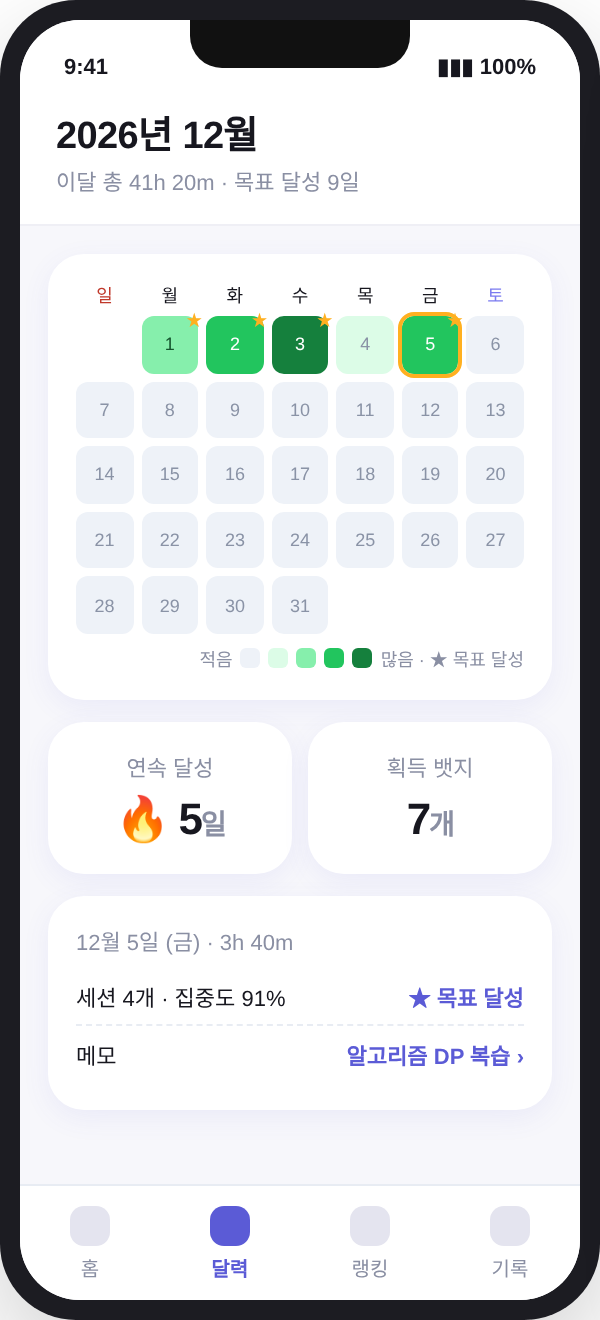 9:41 ▮▮▮ 100%
2026년 12월
이달 총 41h 20m · 목표 달성 9일
일 월 화 수 목 금 토
1 ★ 2 ★ 3 ★ 4 5 ★ 6
7 8 9 10 11 12 13
14 15 16 17 18 19 20
21 22 23 24 25 26 27
28 29 30 31
적음 많음 · ★ 목표 달성
연속 달성
🔥 5일
획득 뱃지
7개
12월 5일 (금) · 3h 40m
세션 4개 · 집중도 91% ★ 목표 달성
메모 알고리즘 DP 복습 ›
홈 달력 랭킹 기록